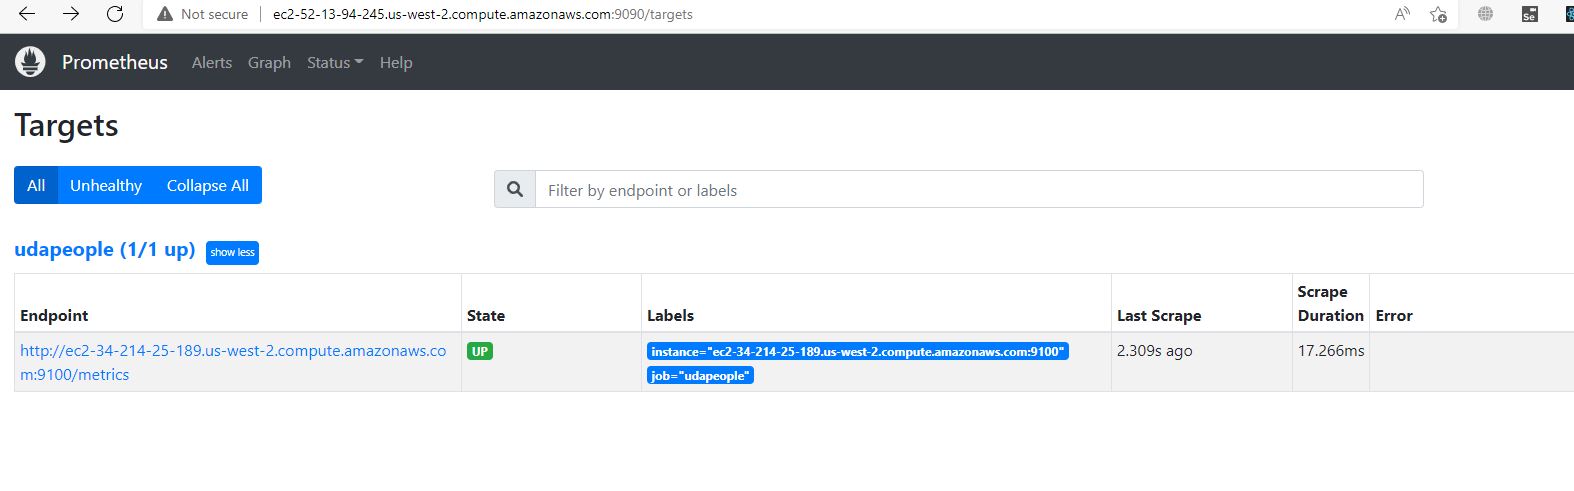 Not secure | ec2-52-13-94-245.us-west-2.compute.amazonaws.com:9090/targets
Prometheus Alerts Graph Status Help
Targets
All Unhealthy Collapse All
Filter by endpoint or labels
udapeople (1/1 up) show less
Endpoint State Labels Last Scrape Scrape Duration Error
http://ec2-34-214-25-189.us-west-2.compute.amazonaws.co
m:9100/metrics
UP
instance="ec2-34-214-25-189.us-west-2.compute.amazonaws.com:9100"
job="udapeople"
2.309s ago
17.266ms